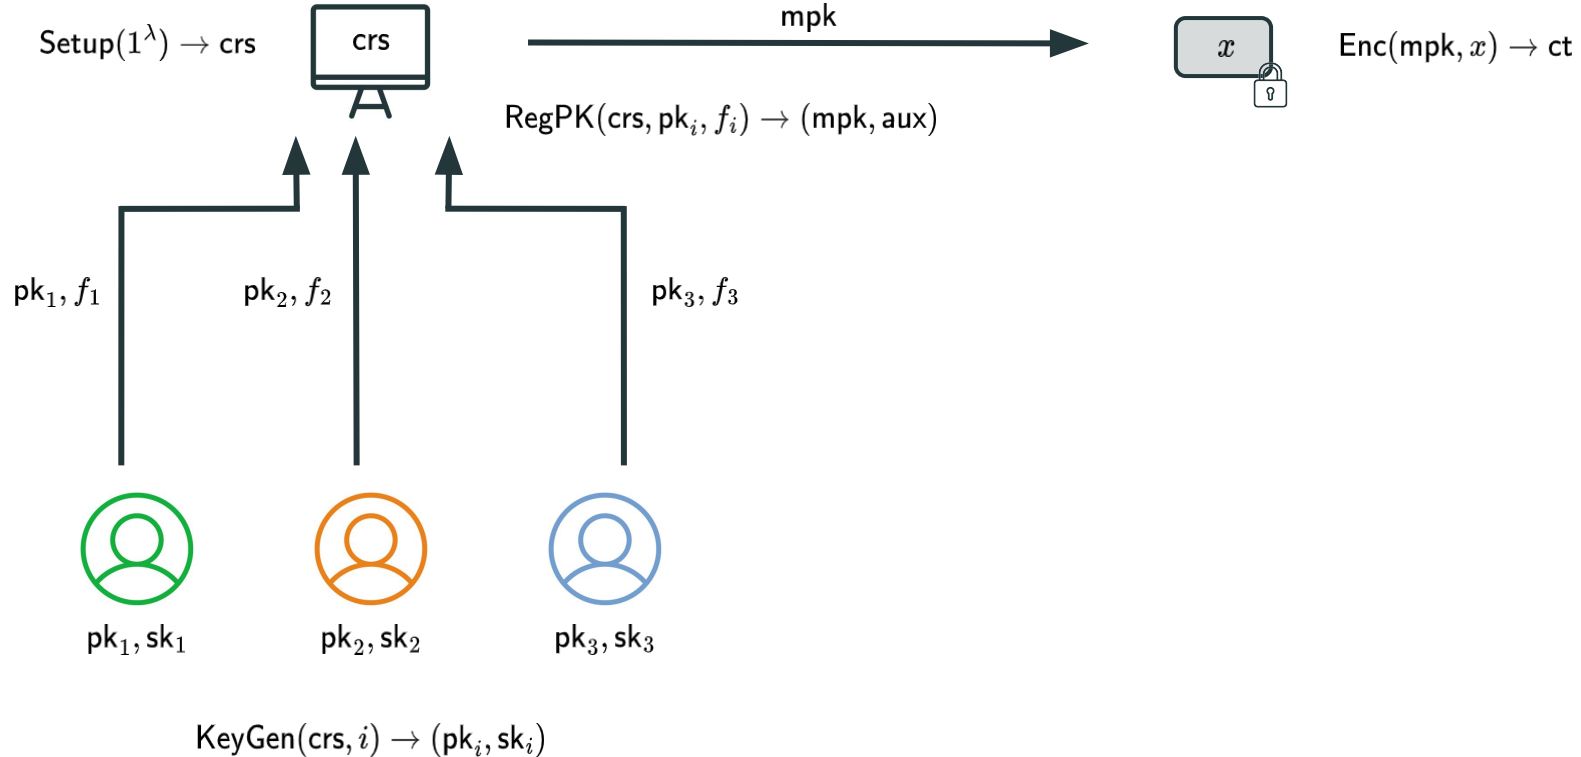 mpk
Setup(1^λ) → crs
crs
x
Enc(mpk, x) → ct
RegPK(crs, pk_i, f_i) → (mpk, aux)
pk_1, f_1
pk_2, f_2
pk_3, f_3
pk_1, sk_1
pk_2, sk_2
pk_3, sk_3
KeyGen(crs, i) → (pk_i, sk_i)